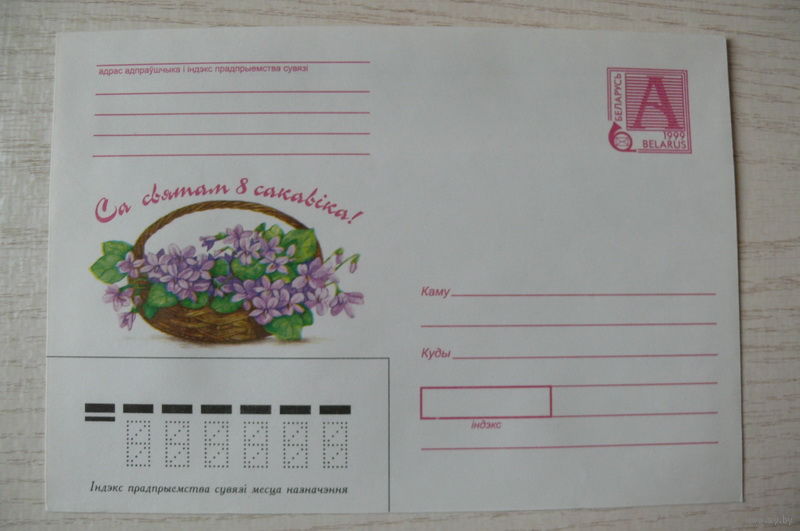 адрас адпраўшчыка і індэкс прадпрыемства сувязі
БЕЛАРУСЬ
А
1999
BELARUS
Са святам 8 сакавіка!
Каму
Куды
індэкс
Індэкс прадпрыемства сувязі месца назначэння